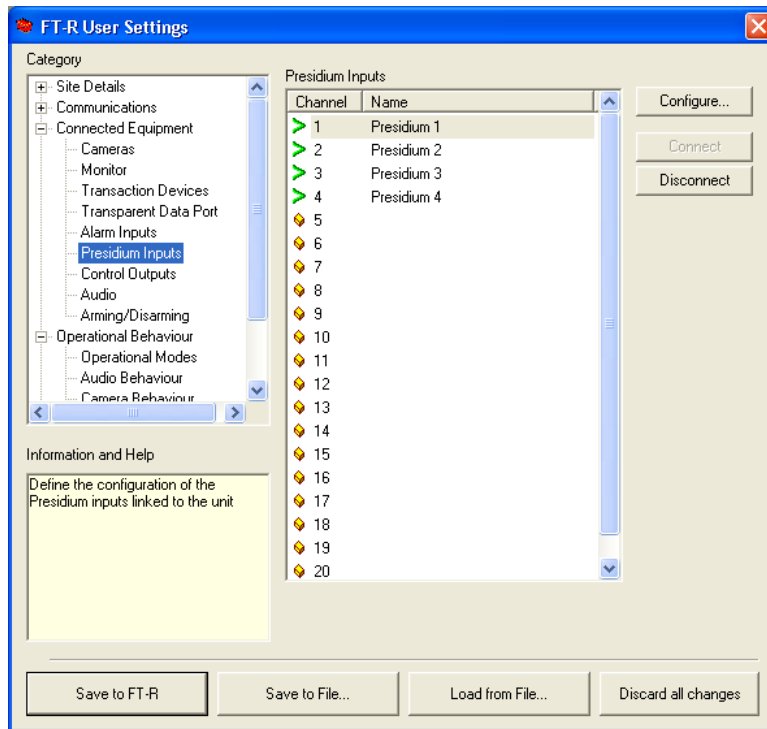 FT-R User Settings
Category
Site Details
Communications
Connected Equipment
Cameras
Monitor
Transaction Devices
Transparent Data Port
Alarm Inputs
Presidium Inputs
Control Outputs
Audio
Arming/Disarming
Operational Behaviour
Operational Modes
Audio Behaviour
Camera Behaviour
Information and Help
Define the configuration of the
Presidium inputs linked to the unit
Presidium Inputs
Channel Name
1 Presidium 1
2 Presidium 2
3 Presidium 3
4 Presidium 4
5
6
7
8
9
10
11
12
13
14
15
16
17
18
19
20
Configure...
Connect
Disconnect
Save to FT-R
Save to File...
Load from File...
Discard all changes